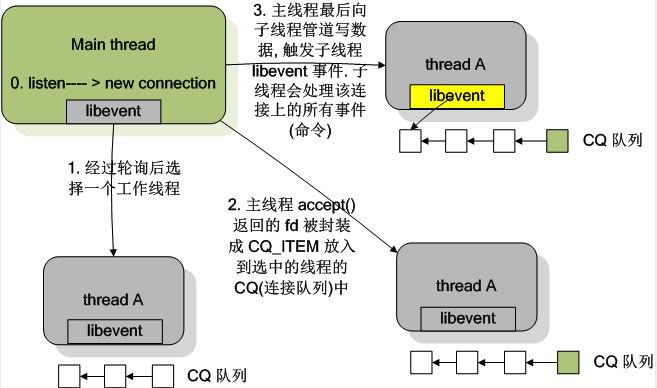 Main thread
0. listen---- > new connection
libevent
3. 主线程最后向
子线程管道写数
据, 触发子线程
libevent 事件. 子
线程会处理该连
接上的所有事件
(命令)
thread A
libevent
CQ 队列
1. 经过轮询后选
择一个工作线程
2. 主线程 accept()
返回的 fd 被封装
成 CQ_ITEM 放入
到选中的线程的
CQ(连接队列)中
thread A
libevent
CQ 队列
thread A
libevent
CQ 队列